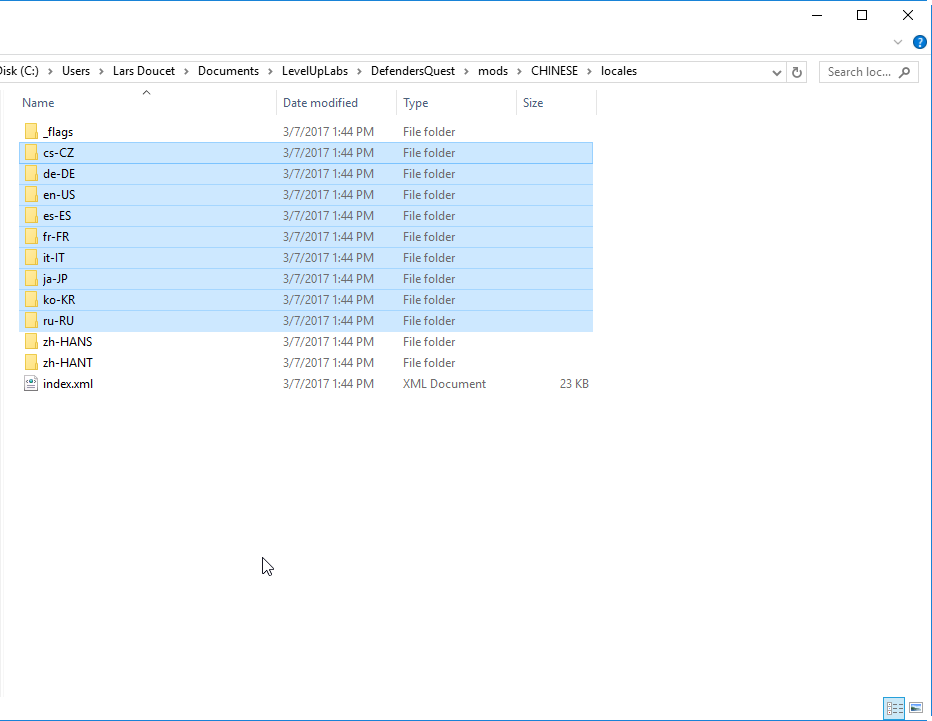 ?
Disk (C:) > Users > Lars Doucet > Documents > LevelUpLabs > DefendersQuest > mods > CHINESE > locales Search loc...
Name Date modified Type Size
_flags 3/7/2017 1:44 PM File folder
cs-CZ 3/7/2017 1:44 PM File folder
de-DE 3/7/2017 1:44 PM File folder
en-US 3/7/2017 1:44 PM File folder
es-ES 3/7/2017 1:44 PM File folder
fr-FR 3/7/2017 1:44 PM File folder
it-IT 3/7/2017 1:44 PM File folder
ja-JP 3/7/2017 1:44 PM File folder
ko-KR 3/7/2017 1:44 PM File folder
ru-RU 3/7/2017 1:44 PM File folder
zh-HANS 3/7/2017 1:44 PM File folder
zh-HANT 3/7/2017 1:44 PM File folder
index.xml 3/7/2017 1:44 PM XML Document 23 KB